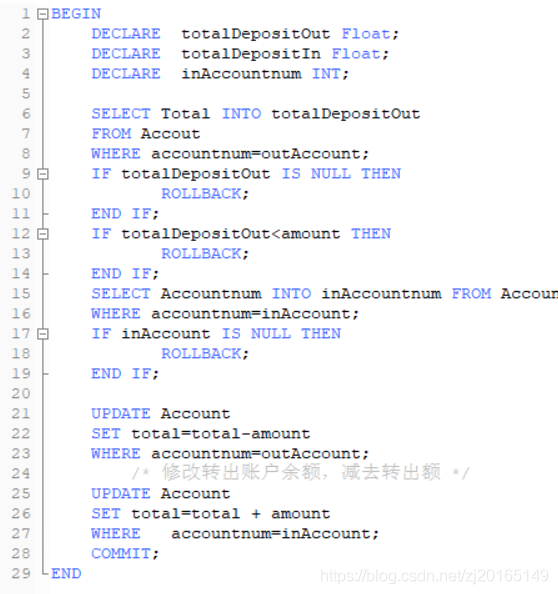 1 BEGIN
2 DECLARE totalDepositOut Float;
3 DECLARE totalDepositIn Float;
4 DECLARE inAccountnum INT;
5
6 SELECT Total INTO totalDepositOut
7 FROM Accout
8 WHERE accountnum=outAccount;
9 IF totalDepositOut IS NULL THEN
10 ROLLBACK;
11 END IF;
12 IF totalDepositOut<amount THEN
13 ROLLBACK;
14 END IF;
15 SELECT Accountnum INTO inAccountnum FROM Accoun
16 WHERE accountnum=inAccount;
17 IF inAccount IS NULL THEN
18 ROLLBACK;
19 END IF;
20
21 UPDATE Account
22 SET total=total-amount
23 WHERE accountnum=outAccount;
24 /* 修改转出账户余额，减去转出额 */
25 UPDATE Account
26 SET total=total + amount
27 WHERE accountnum=inAccount;
28 COMMIT;
29 END
https://blog.csdn.net/zj20165149